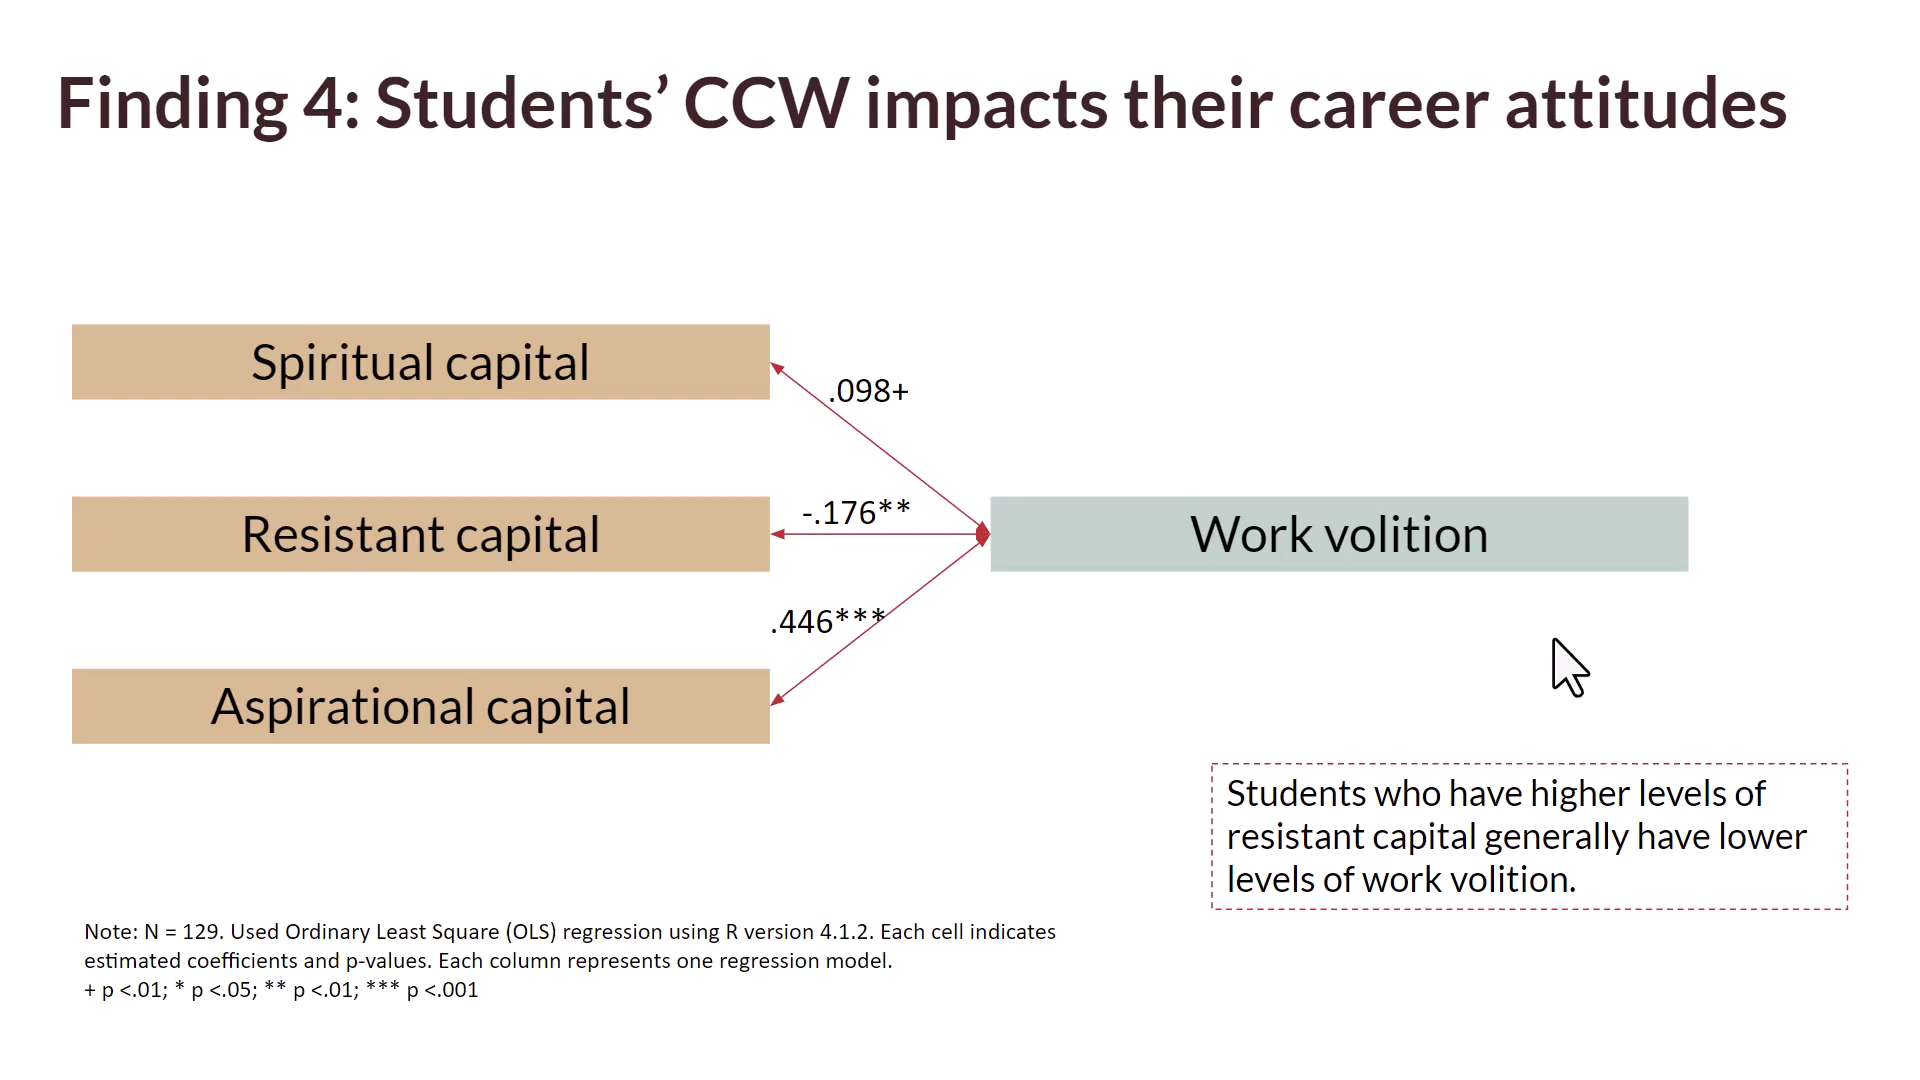 Finding 4: Students’ CCW impacts their career attitudes
Spiritual capital
.098+
Resistant capital
-.176**
Work volition
.446***
Aspirational capital
Students who have higher levels of
resistant capital generally have lower
levels of work volition.
Note: N = 129. Used Ordinary Least Square (OLS) regression using R version 4.1.2. Each cell indicates
estimated coefficients and p-values. Each column represents one regression model.
+ p <.01; * p <.05; ** p <.01; *** p <.001